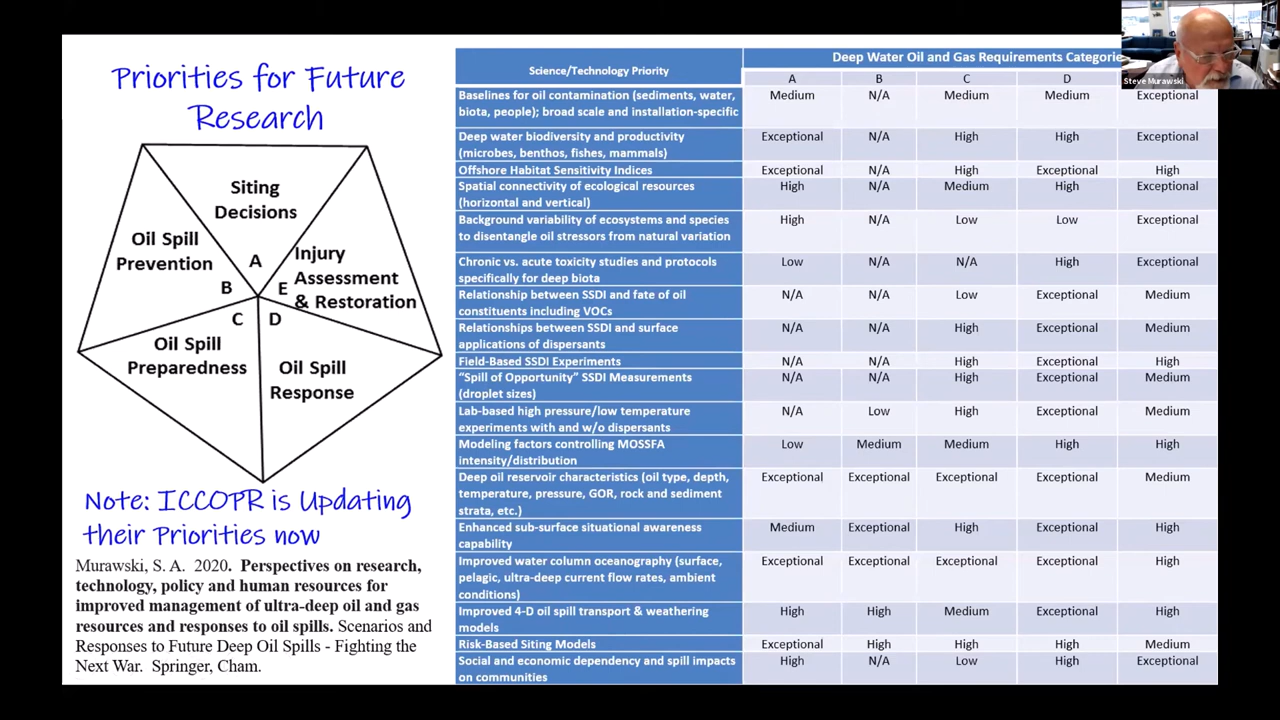 Priorities for Future
Research
Siting
Decisions
Oil Spill
Prevention
Injury
Assessment
& Restoration
A
B
E
C
D
Oil Spill
Preparedness
Oil Spill
Response
Note: ICCOPR is Updating
their Priorities now
Murawski, S. A. 2020. Perspectives on research,
technology, policy and human resources for
improved management of ultra-deep oil and gas
resources and responses to oil spills. Scenarios and
Responses to Future Deep Oil Spills - Fighting the
Next War. Springer, Cham.
Science/Technology Priority
Deep Water Oil and Gas Requirements Categorie
A B C D
Baselines for oil contamination (sediments, water,
biota, people); broad scale and installation-specific
Medium N/A Medium Medium Exceptional
Deep water biodiversity and productivity
(microbes, benthos, fishes, mammals)
Exceptional N/A High High Exceptional
Offshore Habitat Sensitivity Indices
Exceptional N/A High Exceptional High
Spatial connectivity of ecological resources
(horizontal and vertical)
High N/A Medium High Exceptional
Background variability of ecosystems and species
to disentangle oil stressors from natural variation
High N/A Low Low Exceptional
Chronic vs. acute toxicity studies and protocols
specifically for deep biota
Low N/A N/A High Exceptional
Relationship between SSDI and fate of oil
constituents including VOCs
N/A N/A Low Exceptional Medium
Relationships between SSDI and surface
applications of dispersants
N/A N/A High Exceptional Medium
Field-Based SSDI Experiments
N/A N/A High Exceptional High
“Spill of Opportunity” SSDI Measurements
(droplet sizes)
N/A N/A High Exceptional Medium
Lab-based high pressure/low temperature
experiments with and w/o dispersants
N/A Low High Exceptional Medium
Modeling factors controlling MOSSFA
intensity/distribution
Low Medium Medium High High
Deep oil reservoir characteristics (oil type, depth,
temperature, pressure, GOR, rock and sediment
strata, etc.)
Exceptional Exceptional Exceptional Exceptional Medium
Enhanced sub-surface situational awareness
capability
Medium Exceptional High Exceptional High
Improved water column oceanography (surface,
pelagic, ultra-deep current flow rates, ambient
conditions)
Exceptional Exceptional Exceptional Exceptional High
Improved 4-D oil spill transport & weathering
models
High High Medium Exceptional High
Risk-Based Siting Models
Exceptional High High High Medium
Social and economic dependency and spill impacts
on communities
High N/A Low High Exceptional
Steve Murawski